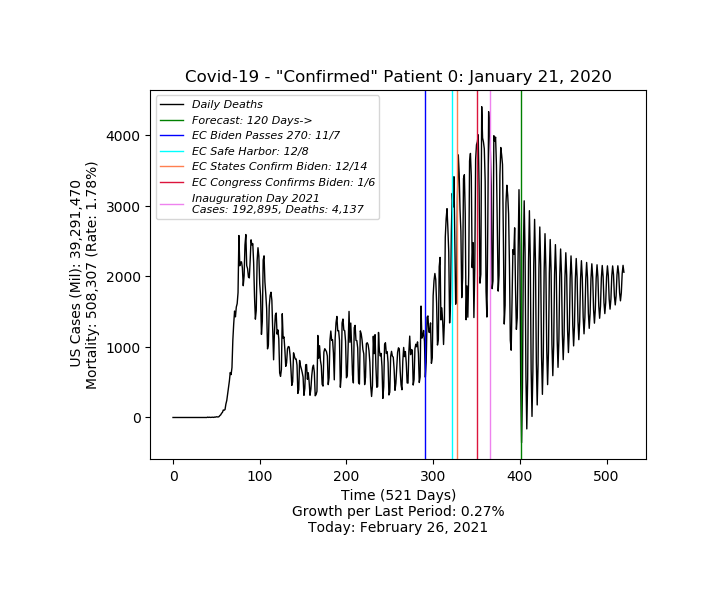 Covid-19 - "Confirmed" Patient 0: January 21, 2020
Daily Deaths
Forecast: 120 Days->
EC Biden Passes 270: 11/7
EC Safe Harbor: 12/8
EC States Confirm Biden: 12/14
EC Congress Confirms Biden: 1/6
Inauguration Day 2021
Cases: 192,895, Deaths: 4,137
US Cases (Mil): 39,291,470
Mortality: 508,307 (Rate: 1.78%)
4000
3000
2000
1000
0
0 100 200 300 400 500
Time (521 Days)
Growth per Last Period: 0.27%
Today: February 26, 2021